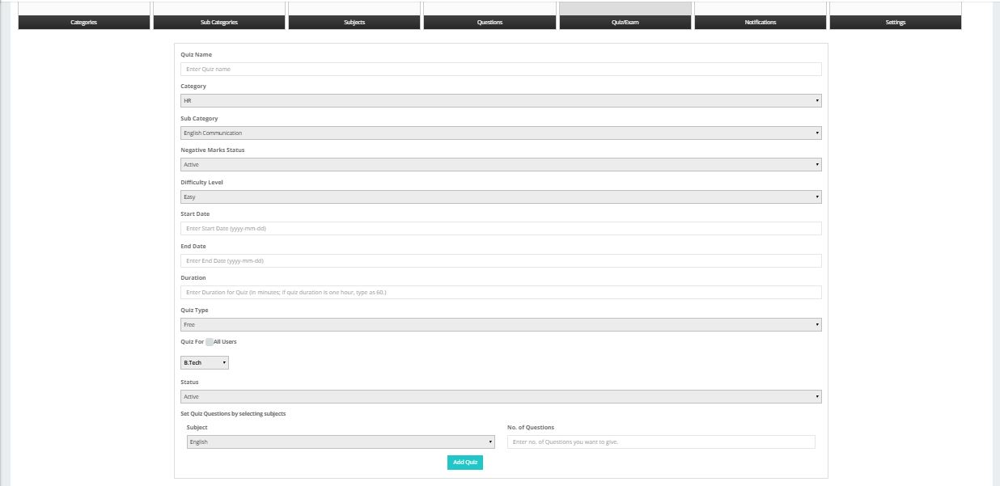 Categories Sub Categories Subjects Questions Quiz/Exam Notifications Settings
Quiz Name
Enter Quiz name
Category
HR
Sub Category
English Communication
Negative Marks Status
Active
Difficulty Level
Easy
Start Date
Enter Start Date (yyyy-mm-dd)
End Date
Enter End Date (yyyy-mm-dd)
Duration
Enter Duration for Quiz (in minutes; if quiz duration is one hour, type as 60.)
Quiz Type
Free
Quiz For All Users
B.Tech
Status
Active
Set Quiz Questions by selecting subjects
Subject No. of Questions
English Enter no. of Questions you want to give.
Add Quiz